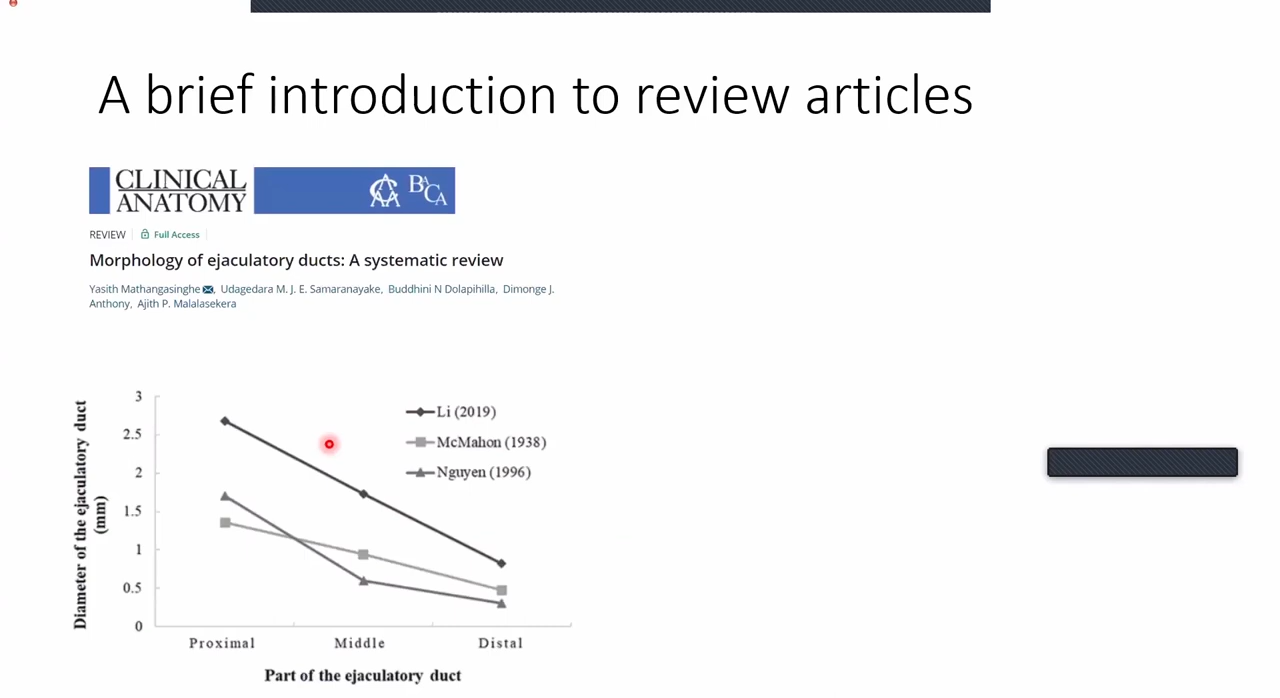 A brief introduction to review articles
CLINICAL
ANATOMY
REVIEW
Full Access
Morphology of ejaculatory ducts: A systematic review
Yasith Mathangasinghe, Udagedara M. J. E. Samaranayake, Buddhini N Dolapihilla, Dimonge J.
Anthony, Ajith P. Malalasekera
Diameter of the ejaculatory duct
(mm)
3
2.5
2
1.5
1
0.5
0
Li (2019)
McMahon (1938)
Nguyen (1996)
Proximal
Middle
Distal
Part of the ejaculatory duct